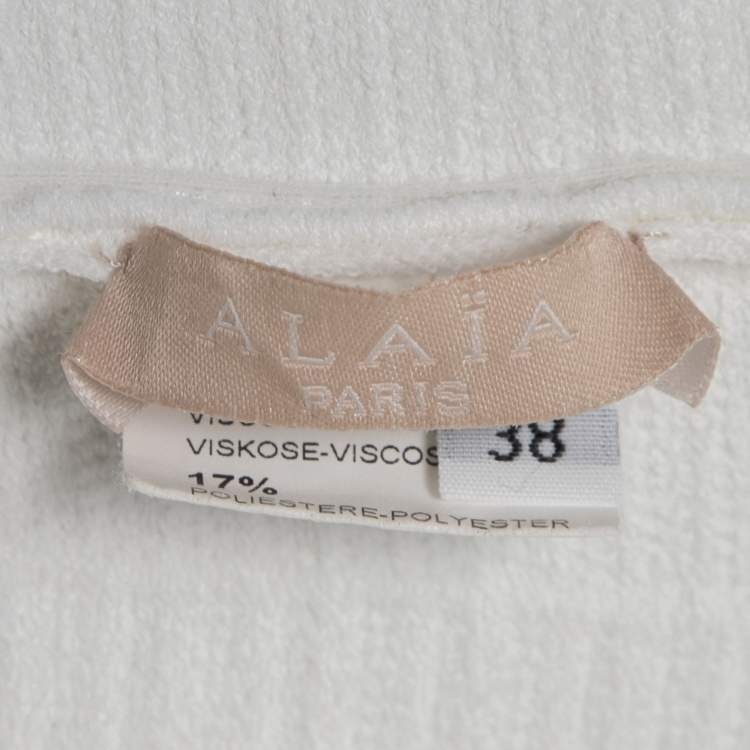 ALAÏA
PARIS
38
VISKOSE-VISCOS
17%
POLIESTERE-POLYESTER